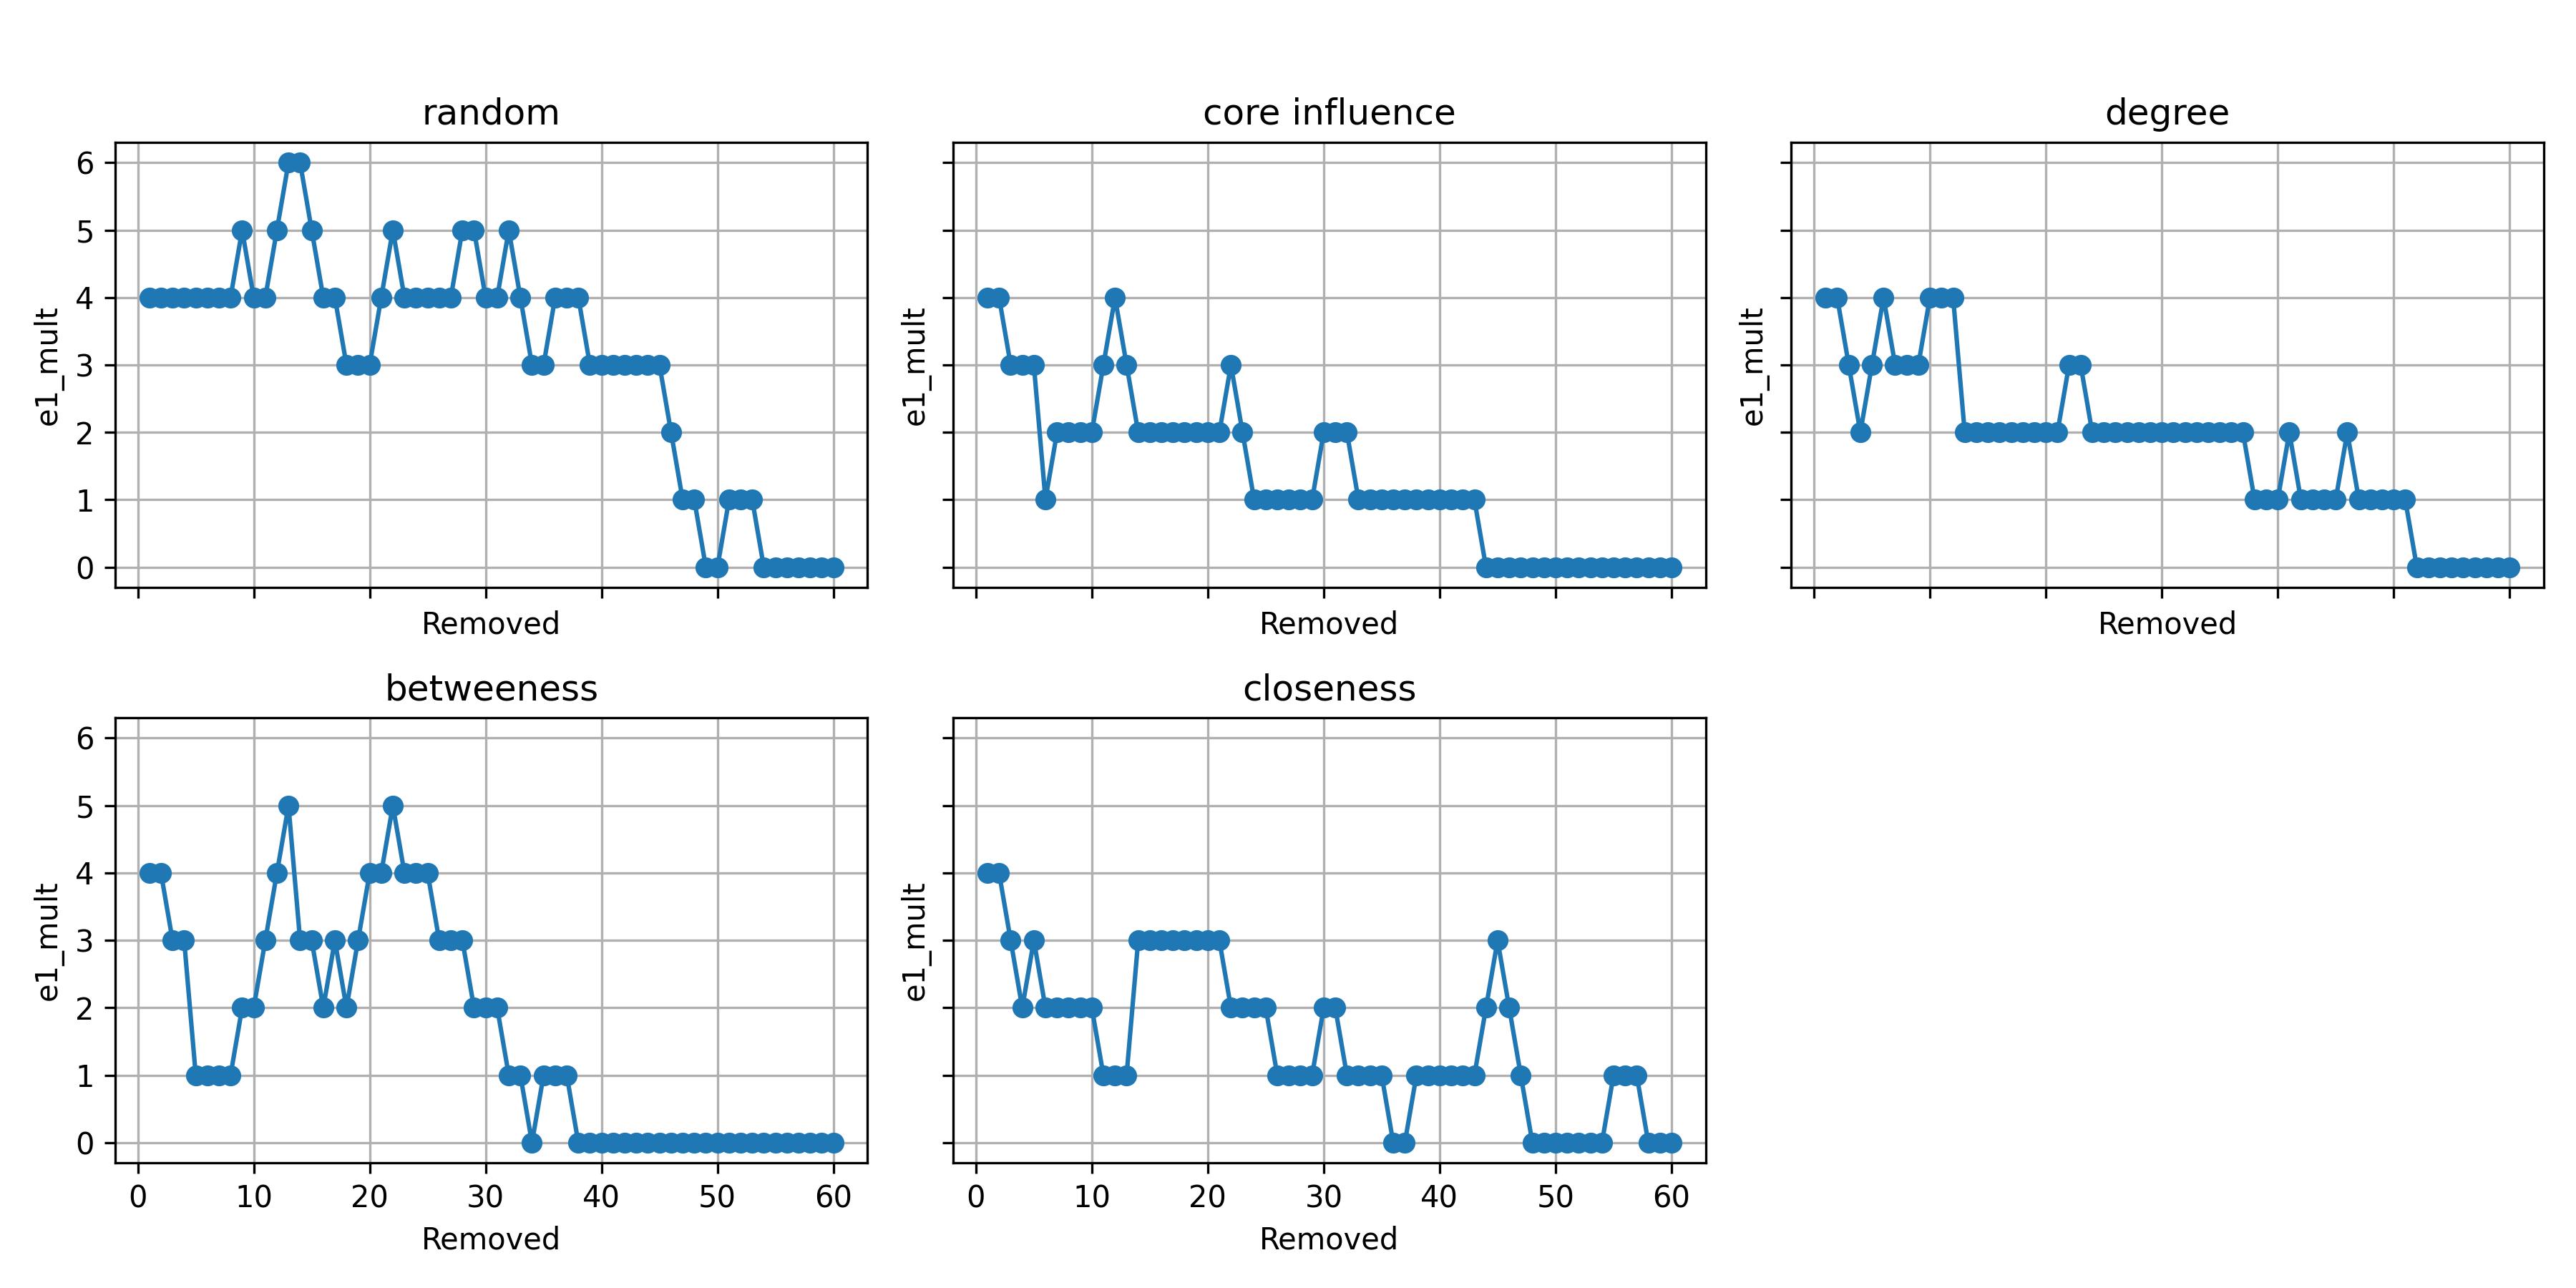 random
core influence
degree
6
5
4
3
2
1
0
e1_mult
e1_mult
e1_mult
Removed
Removed
Removed
betweeness
closeness
6
5
4
3
2
1
0
e1_mult
e1_mult
0 10 20 30 40 50 60
0 10 20 30 40 50 60
Removed
Removed